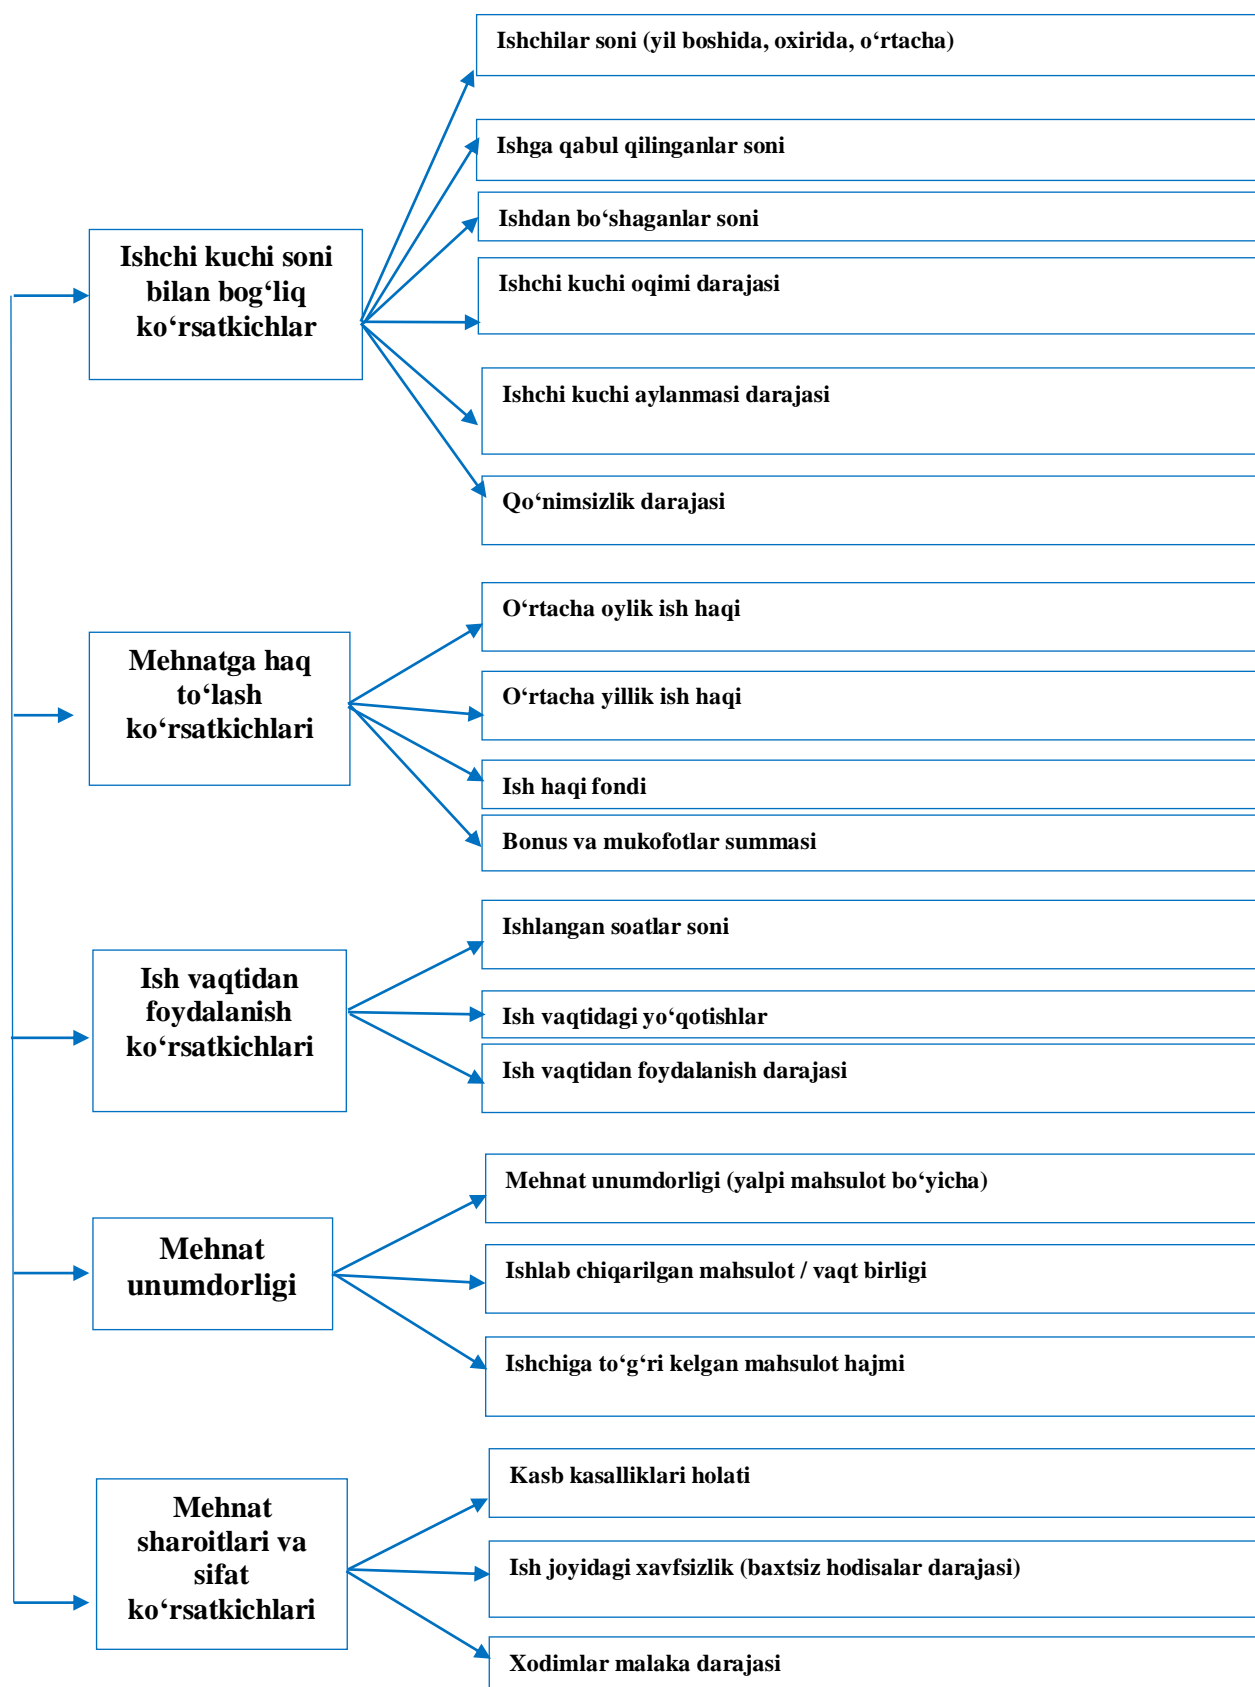 Ishchi kuchi soni
bilan bog‘liq
ko‘rsatkichlar
Ishchilar soni (yil boshida, oxirida, o‘rtacha)
Ishga qabul qilinganlar soni
Ishdan bo‘shaganlar soni
Ishchi kuchi oqimi darajasi
Ishchi kuchi aylanmasi darajasi
Qo‘nimsizlik darajasi
Mehnatga haq
to‘lash
ko‘rsatkichlari
O‘rtacha oylik ish haqi
O‘rtacha yillik ish haqi
Ish haqi fondi
Bonus va mukofotlar summasi
Ish vaqtidan
foydalanish
ko‘rsatkichlari
Ishlangan soatlar soni
Ish vaqtidagi yo‘qotishlar
Ish vaqtidan foydalanish darajasi
Mehnat
unumdorligi
Mehnat unumdorligi (yalpi mahsulot bo‘yicha)
Ishlab chiqarilgan mahsulot / vaqt birligi
Ishchiga to‘g‘ri kelgan mahsulot hajmi
Mehnat
sharoitlari va
sifat
ko‘rsatkichlari
Kasb kasalliklari holati
Ish joyidagi xavfsizlik (baxtsiz hodisalar darajasi)
Xodimlar malaka darajasi